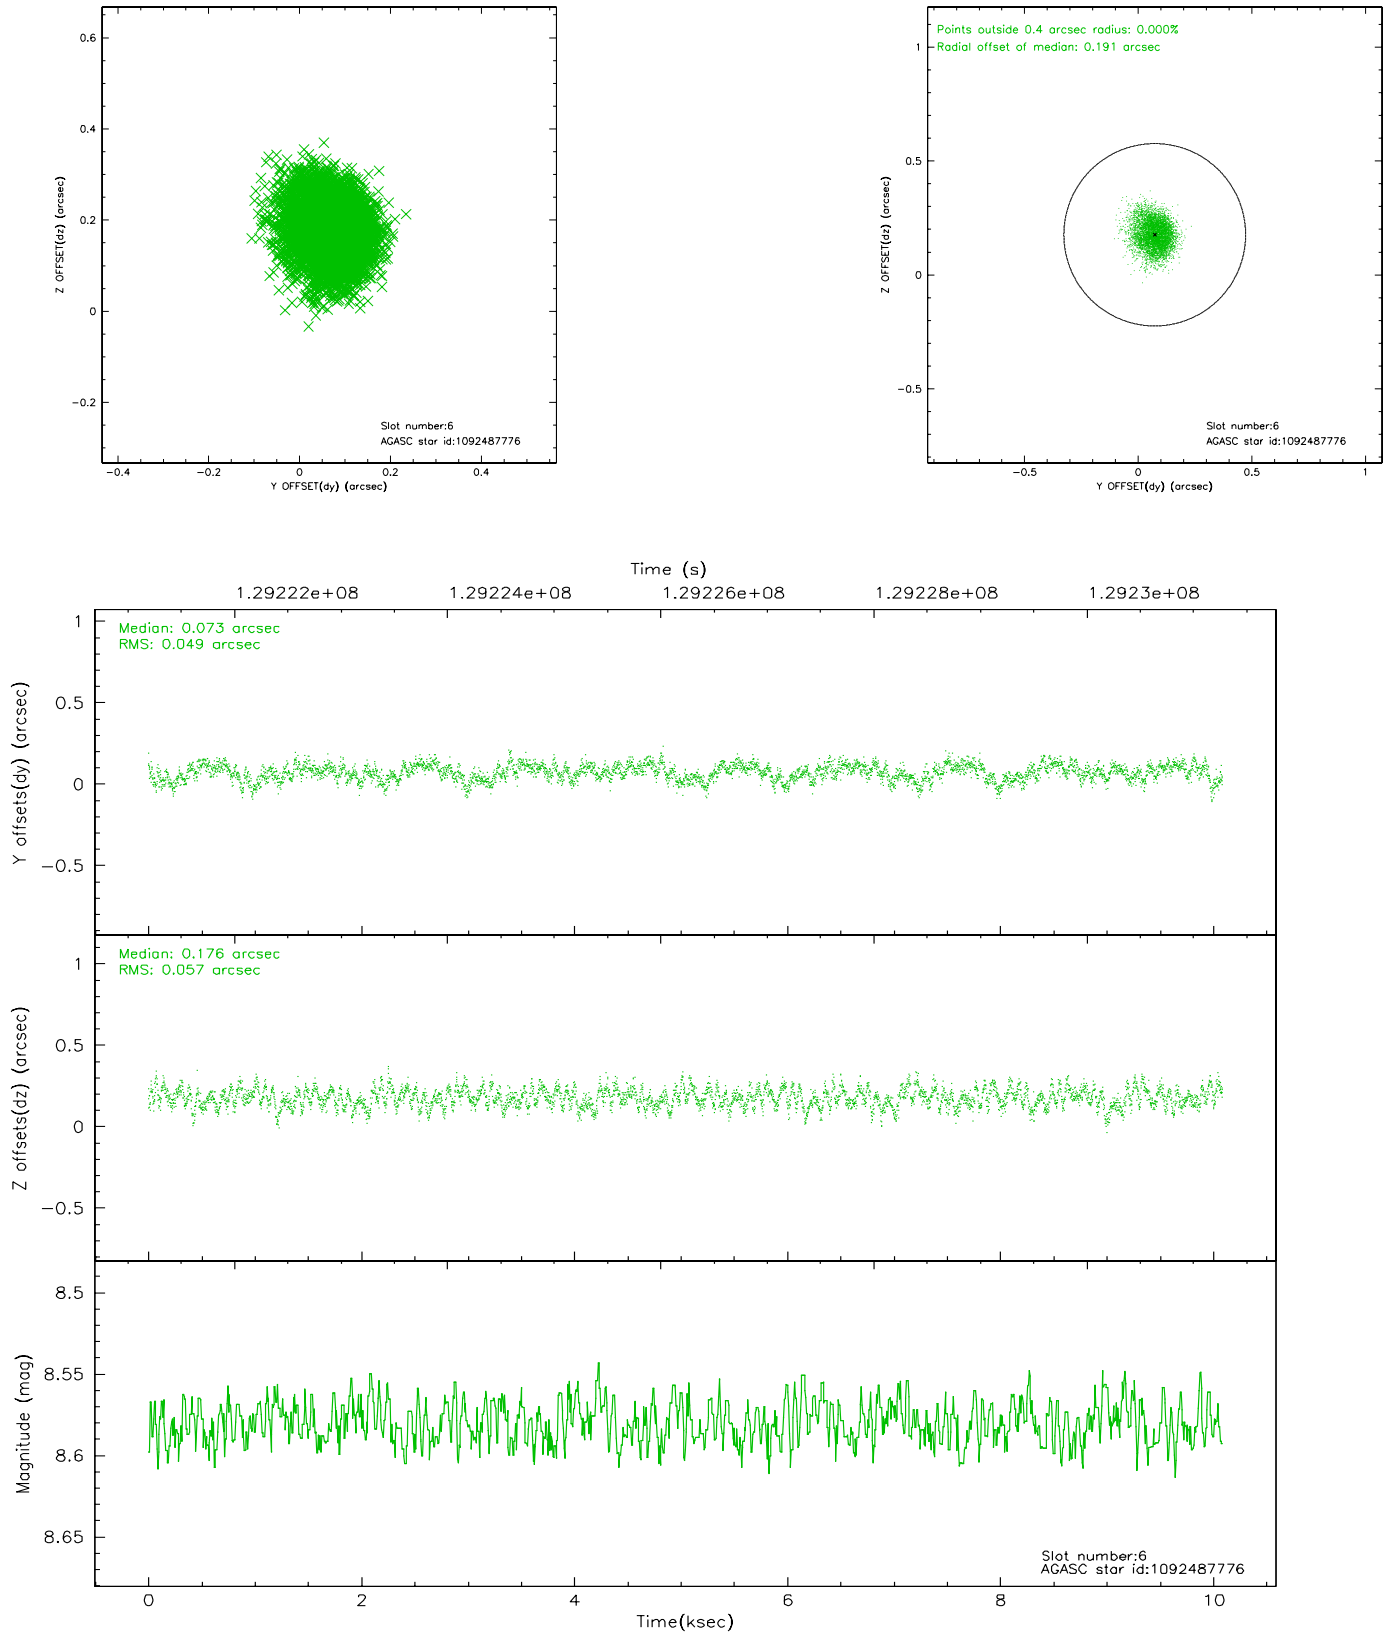 0.6
0.4
0.2
0
−0.2
Z OFFSET(dz) (arcsec)
Slot number:6
AGASC star id:1092487776
−0.4 −0.2 0 0.2 0.4
Y OFFSET(dy) (arcsec)
Points outside 0.4 arcsec radius: 0.000%
Radial offset of median: 0.191 arcsec
1
0.5
0
−0.5
Z OFFSET(dz) (arcsec)
Slot number:6
AGASC star id:1092487776
−0.5 0 0.5 1
Y OFFSET(dy) (arcsec)
Time (s)
1.29222e+08 1.29224e+08 1.29226e+08 1.29228e+08 1.2923e+08
Median: 0.073 arcsec
RMS: 0.049 arcsec
1
0.5
0
−0.5
Y offsets(dy) (arcsec)
Median: 0.176 arcsec
RMS: 0.057 arcsec
1
0.5
0
−0.5
Z offsets(dz) (arcsec)
8.5
8.55
8.6
8.65
Magnitude (mag)
Slot number:6
AGASC star id:1092487776
0 2 4 6 8 10
Time(ksec)